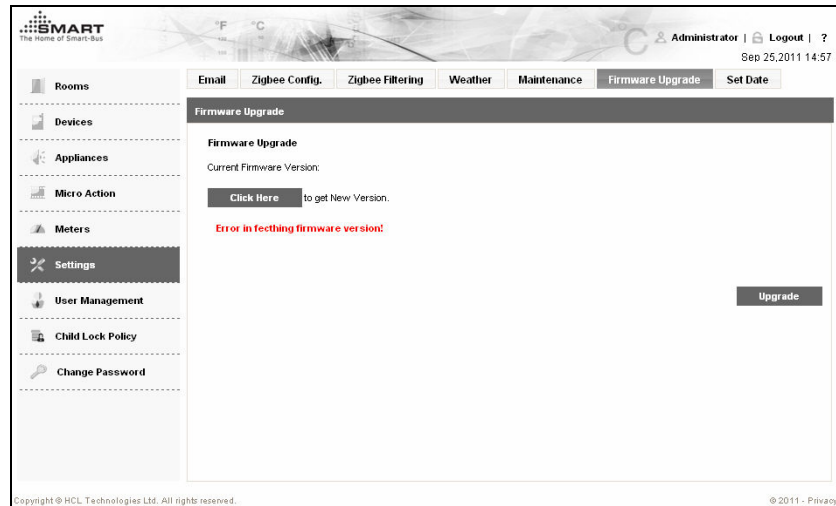 SMART
The Home of Smart-Bus
°F °C
C
Administrator | Logout | ?
Sep 25,2011 14:57
Rooms
Devices
Appliances
Micro Action
Meters
Settings
User Management
Child Lock Policy
Change Password
Email Zigbee Config. Zigbee Filtering Weather Maintenance Firmware Upgrade Set Date
Firmware Upgrade
Firmware Upgrade
Current Firmware Version:
Click Here to get New Version.
Error in fecthing firmware version!
Upgrade
Copyright © HCL Technologies Ltd. All rights reserved.
© 2011 - Privacy